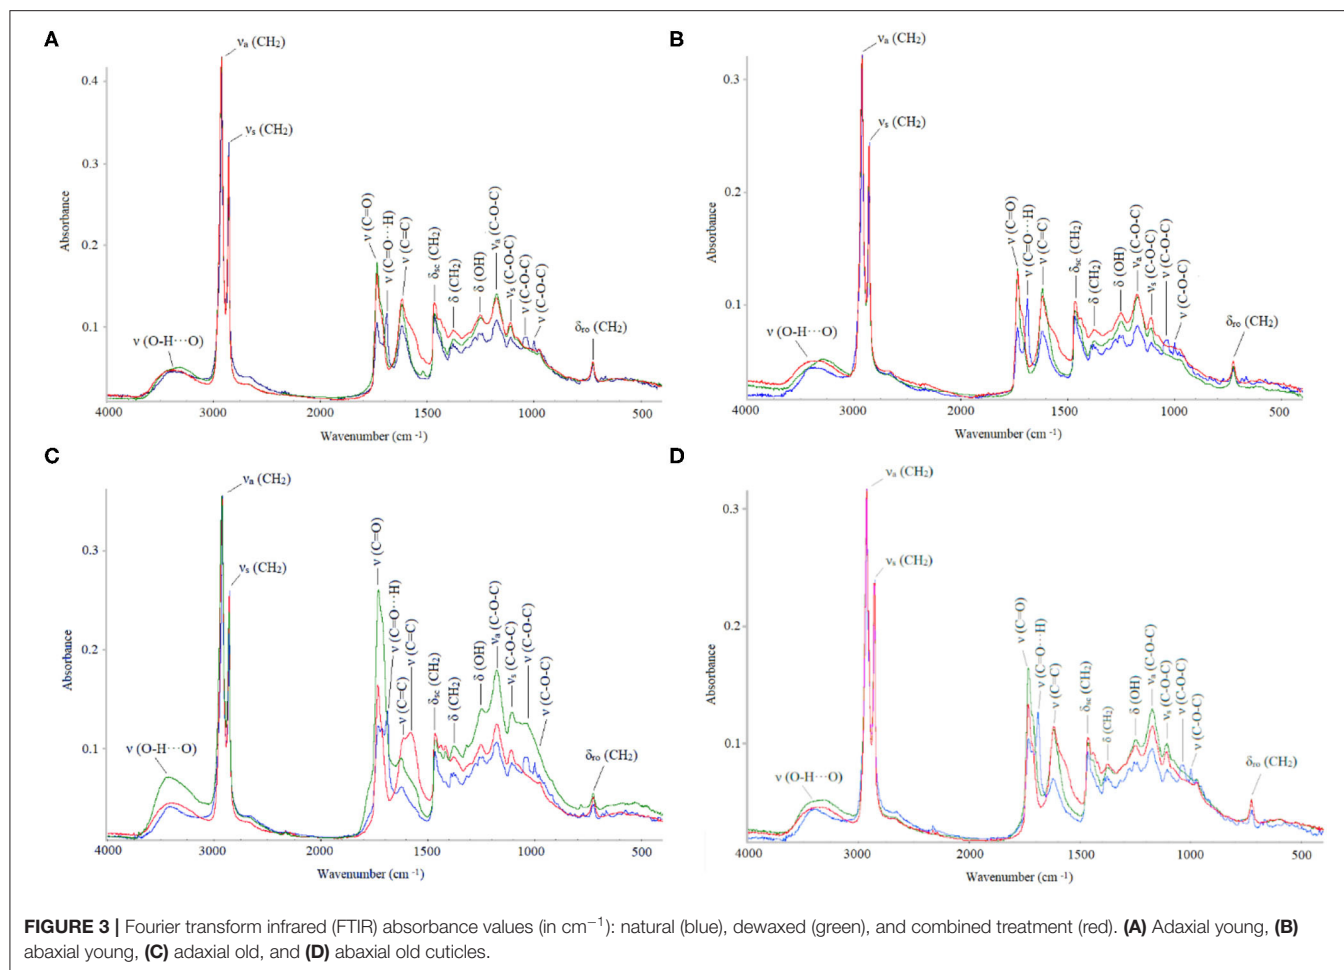 A
νa (CH2)
νs (CH2)
0.4
0.3
0.2
0.1
Absorbance
ν (O-H···O)
ν (C=O)
ν (C=O···H)
ν (C=C)
δsc (CH2)
δ (CH2)
δ (OH)
νa (C-O-C)
νs (C-O-C)
ν (C-O-C)
ν (C-O-C)
δro (CH2)
4000 3000 2000 1500 1000 500
Wavenumber (cm -1)
B
νa (CH2)
νs (CH2)
0.3
0.2
0.1
Absorbance
ν (O-H···O)
ν (C=O)
ν (C=O···H)
ν (C=C)
δsc (CH2)
δ (CH2)
δ (OH)
νa (C-O-C)
νs (C-O-C)
ν (C-O-C)
ν (C-O-C)
δro (CH2)
4000 3000 2000 1500 1000 500
Wavenumber (cm -1)
C
νa (CH2)
νs (CH2)
0.3
0.2
0.1
Absorbance
ν (O-H···O)
ν (C=O)
ν (C=O···H)
ν (C=C)
ν (C=C)
δsc (CH2)
δ (CH2)
δ (OH)
νa (C-O-C)
νs (C-O-C)
ν (C-O-C)
ν (C-O-C)
δro (CH2)
4000 3000 2000 1500 1000 500
Wavenumber (cm -1)
D
νa (CH2)
νs (CH2)
0.3
0.2
0.1
Absorbance
ν (O-H···O)
ν (C=O)
ν (C=O···H)
ν (C=C)
δsc (CH2)
δ (CH2)
δ (OH)
νa (C-O-C)
νs (C-O-C)
ν (C-O-C)
ν (C-O-C)
δro (CH2)
4000 3000 2000 1500 1000 500
Wavenumber (cm -1)
FIGURE 3 | Fourier transform infrared (FTIR) absorbance values (in cm−1): natural (blue), dewaxed (green), and combined treatment (red). (A) Adaxial young, (B)
abaxial young, (C) adaxial old, and (D) abaxial old cuticles.